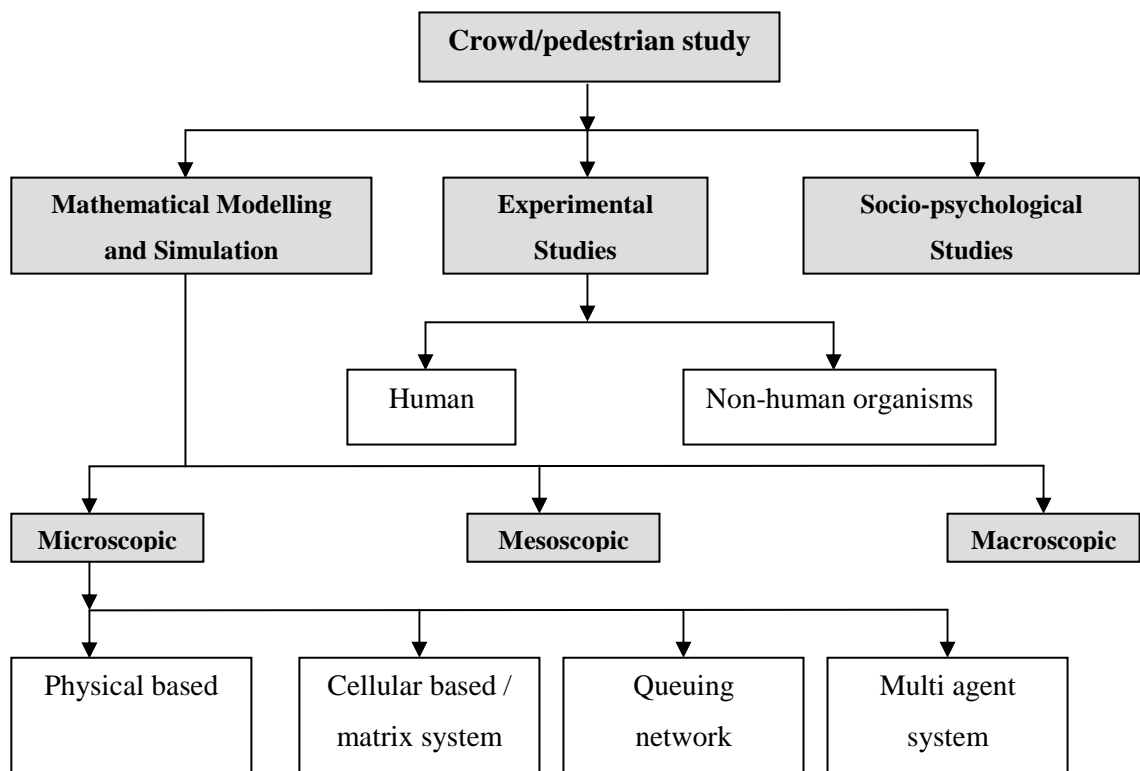 Crowd/pedestrian study
Mathematical Modelling
and Simulation
Experimental
Studies
Socio-psychological
Studies
Human
Non-human organisms
Microscopic
Mesoscopic
Macroscopic
Physical based
Cellular based /
matrix system
Queuing
network
Multi agent
system